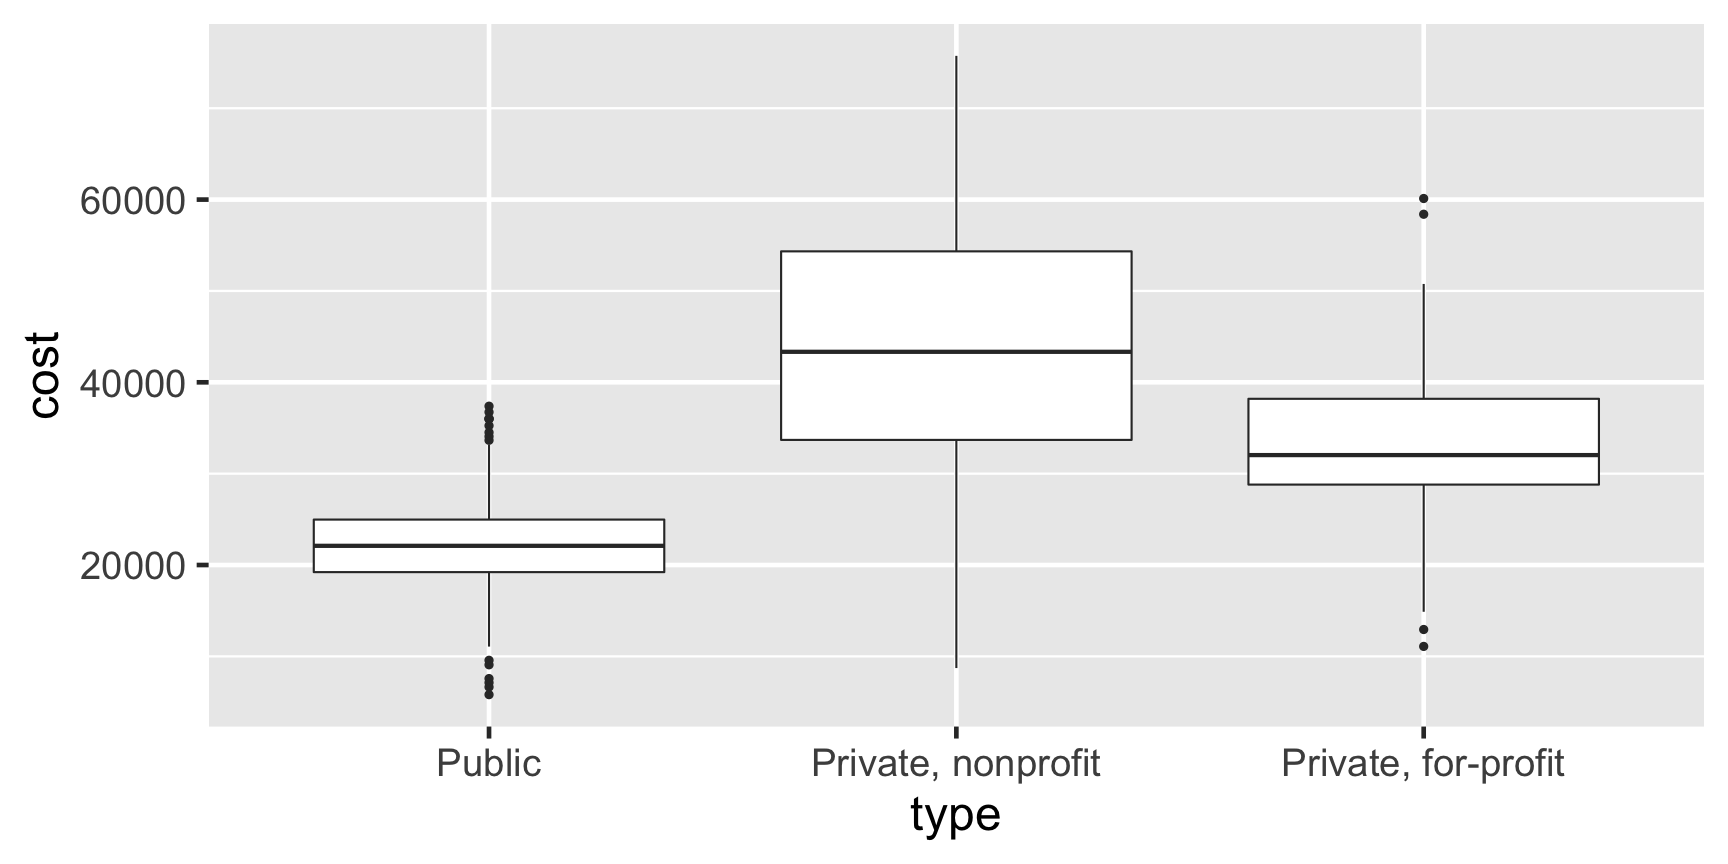 cost
60000
40000
20000
Public
Private, nonprofit
Private, for-profit
type